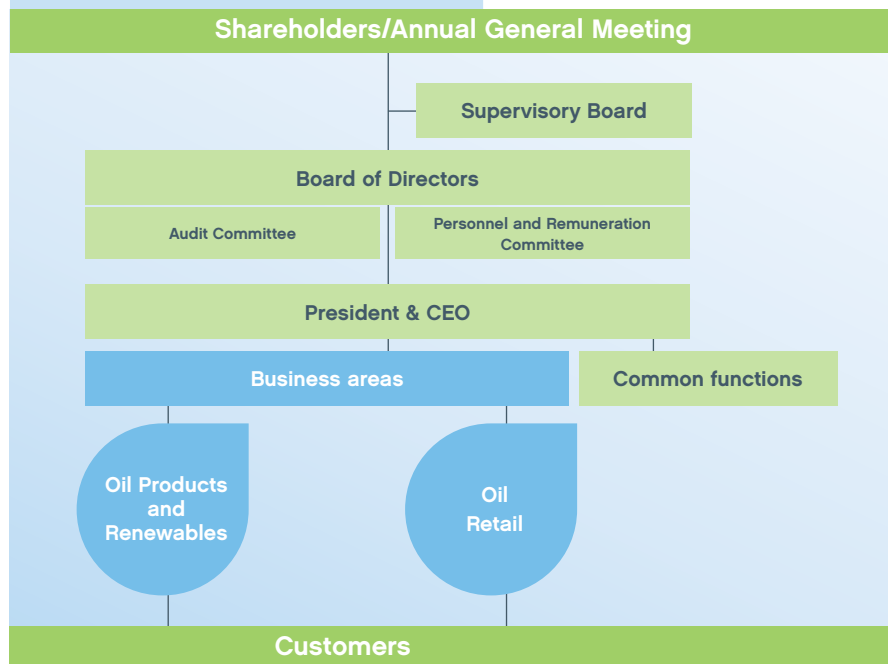 Shareholders/Annual General Meeting
Supervisory Board
Board of Directors
Audit Committee
Personnel and Remuneration
Committee
President & CEO
Business areas
Common functions
Oil Products
and
Renewables
Oil
Retail
Customers